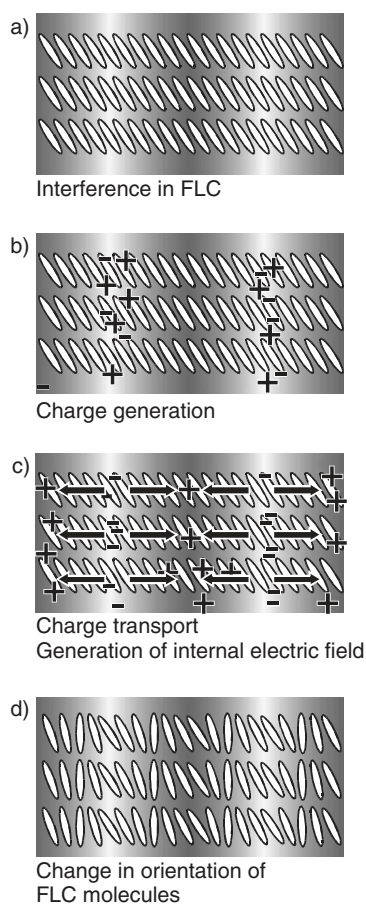 a)
Interference in FLC
b)
Charge generation
c)
Charge transport
Generation of internal electric field
d)
Change in orientation of
FLC molecules